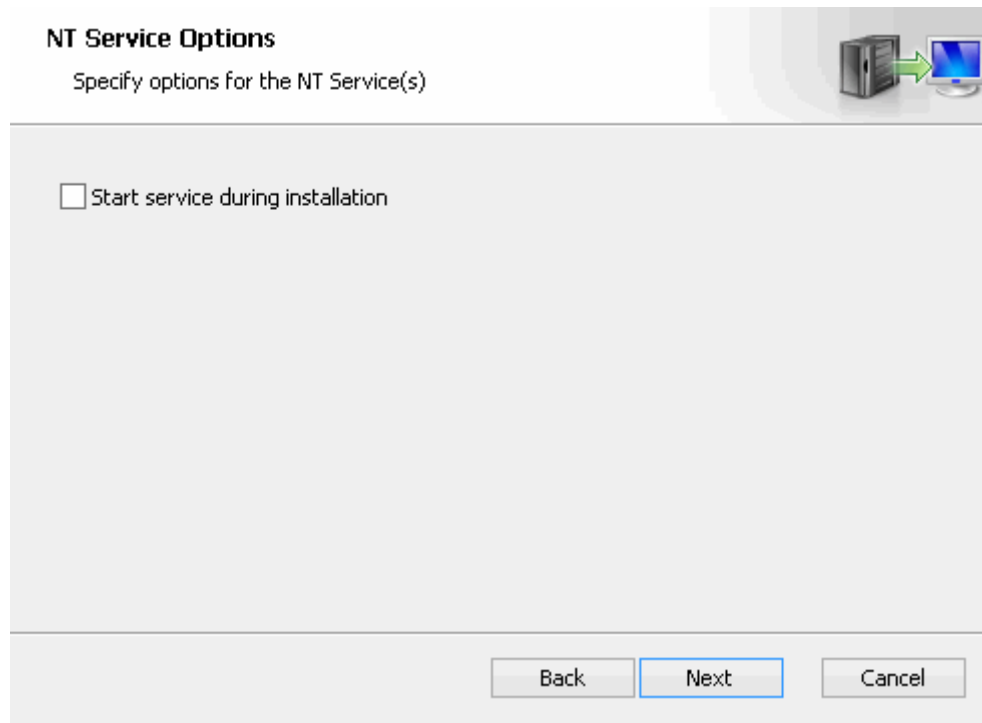 NT Service Options
Specify options for the NT Service(s)
Start service during installation
Back
Next
Cancel